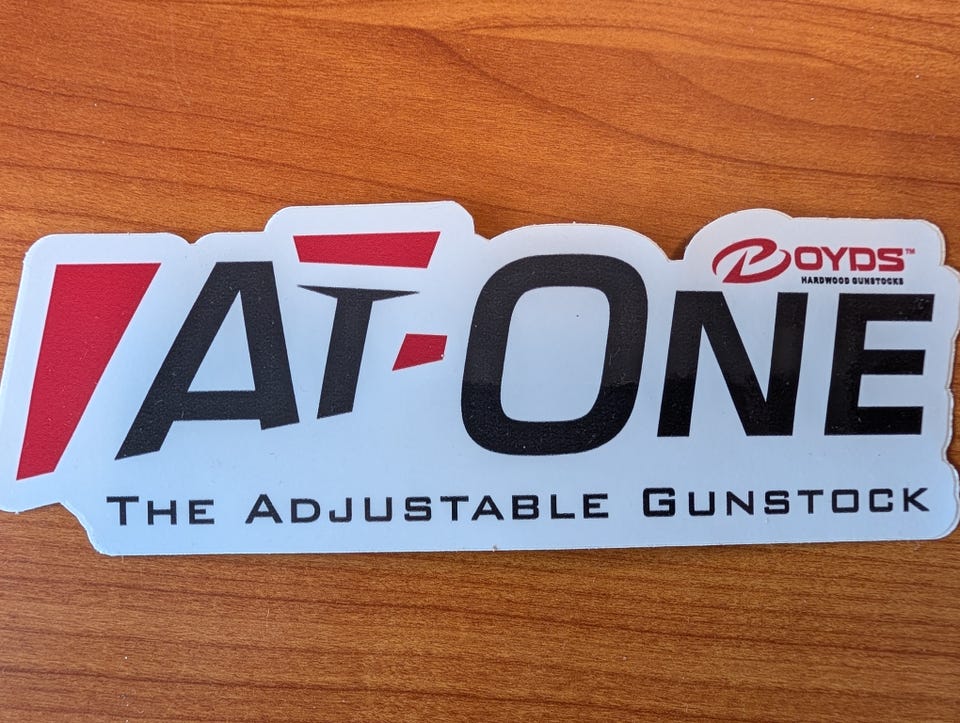 BOYDS™
HARDWOOD GUNSTOCKS
AT-ONE
THE ADJUSTABLE GUNSTOCK